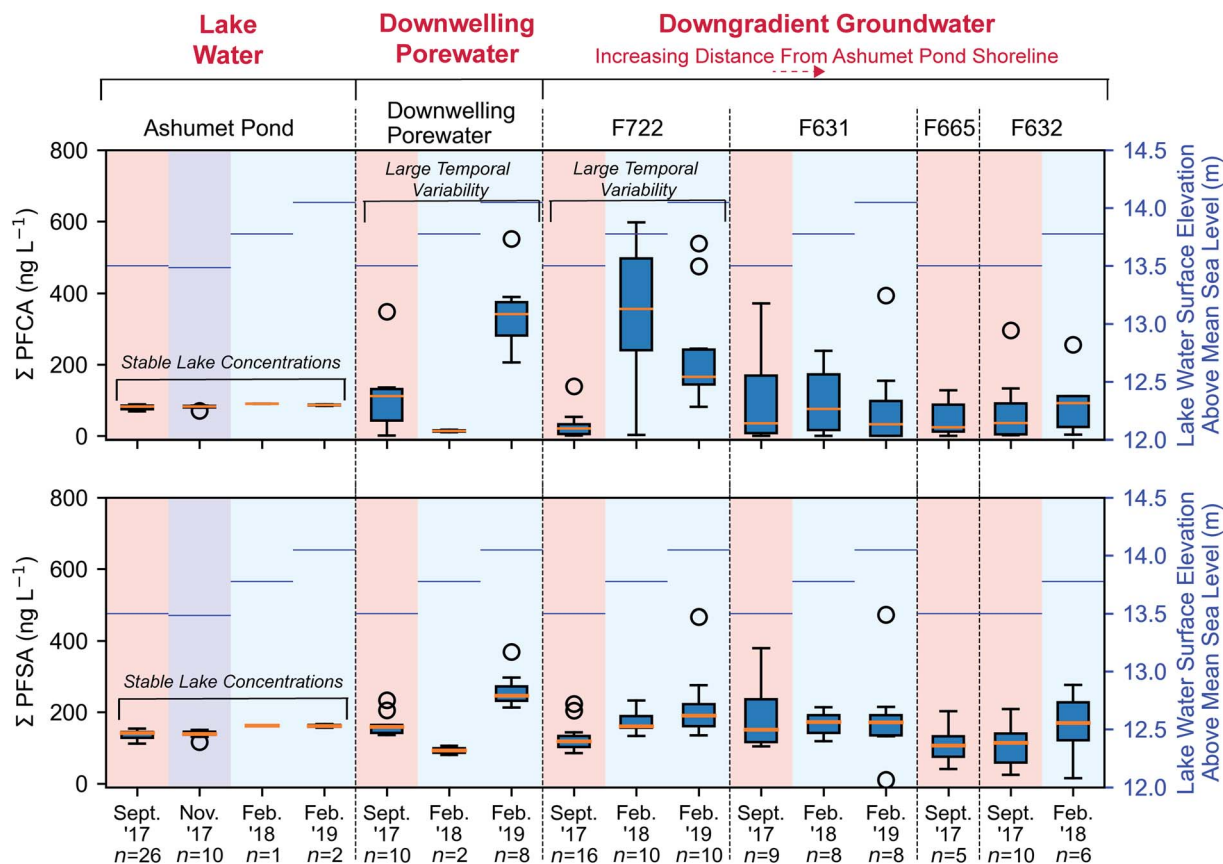 Lake
Water
Downwelling
Porewater
Downgradient Groundwater
Increasing Distance From Ashumet Pond Shoreline
Ashumet Pond
Downwelling
Porewater
F722
F631
F665
F632
Σ PFCA (ng L⁻¹)
800
600
400
200
0
Large Temporal
Variability
Large Temporal
Variability
Stable Lake Concentrations
14.5
14.0
13.5
13.0
12.5
12.0
Lake Water Surface Elevation
Above Mean Sea Level (m)
Σ PFSA (ng L⁻¹)
800
600
400
200
0
Stable Lake Concentrations
14.5
14.0
13.5
13.0
12.5
12.0
Lake Water Surface Elevation
Above Mean Sea Level (m)
Sept. Nov. Feb. Feb. Sept. Feb. Feb. Sept. Feb. Feb. Sept. Feb. Feb. Sept. Sept. Feb.
'17 '17 '18 '19 '17 '18 '19 '17 '18 '19 '17 '18 '19 '17 '17 '18
n=26 n=10 n=1 n=2 n=10 n=2 n=8 n=16 n=10 n=10 n=9 n=8 n=8 n=5 n=10 n=6